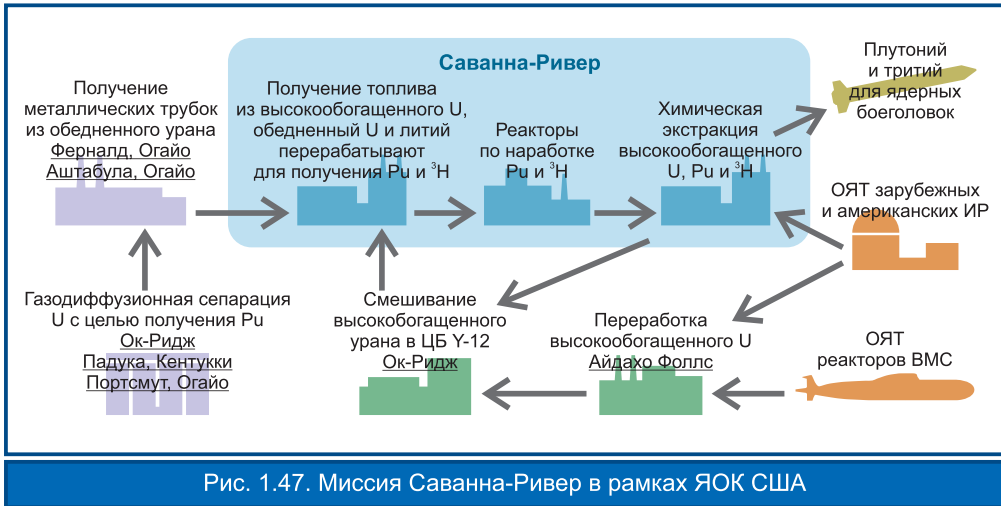 Саванна-Ривер
Получение
металлических трубок
из обедненного урана
Ферналд, Огайо
Аштабула, Огайо
Получение топлива
из высокообогащенного U,
обедненный U и литий
перерабатывают
для получения Pu и ³H
Реакторы
по наработке
Pu и ³H
Химическая
экстракция
высокообогащенного
U, Pu и ³H
Плутоний
и тритий
для ядерных
боеголовок
ОЯТ зарубежных
и американских ИР
Газодиффузионная сепарация
U с целью получения Pu
Ок-Ридж
Падука, Кентукки
Портсмут, Огайо
Смешивание
высокобогащенного
урана в ЦБ Y-12
Ок-Ридж
Переработка
высокообогащенного U
Айдахо Фоллс
ОЯТ
реакторов ВМС
Рис. 1.47. Миссия Саванна-Ривер в рамках ЯОК США